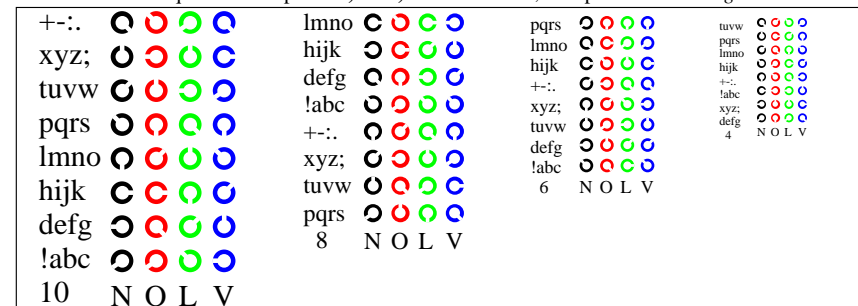 +-:.
xyz;
tuvw
pqrs
lmno
hijk
defg
!abc
10 N O L V
lmno
hijk
defg
!abc
+-:.
xyz;
tuvw
pqrs
8 N O L V
pqrs
lmno
hijk
+-:.
xyz;
tuvw
defg
!abc
6 N O L V
tuvw
pqrs
lmno
hijk
+-:.
!abc
xyz;
defg
4 N O L V